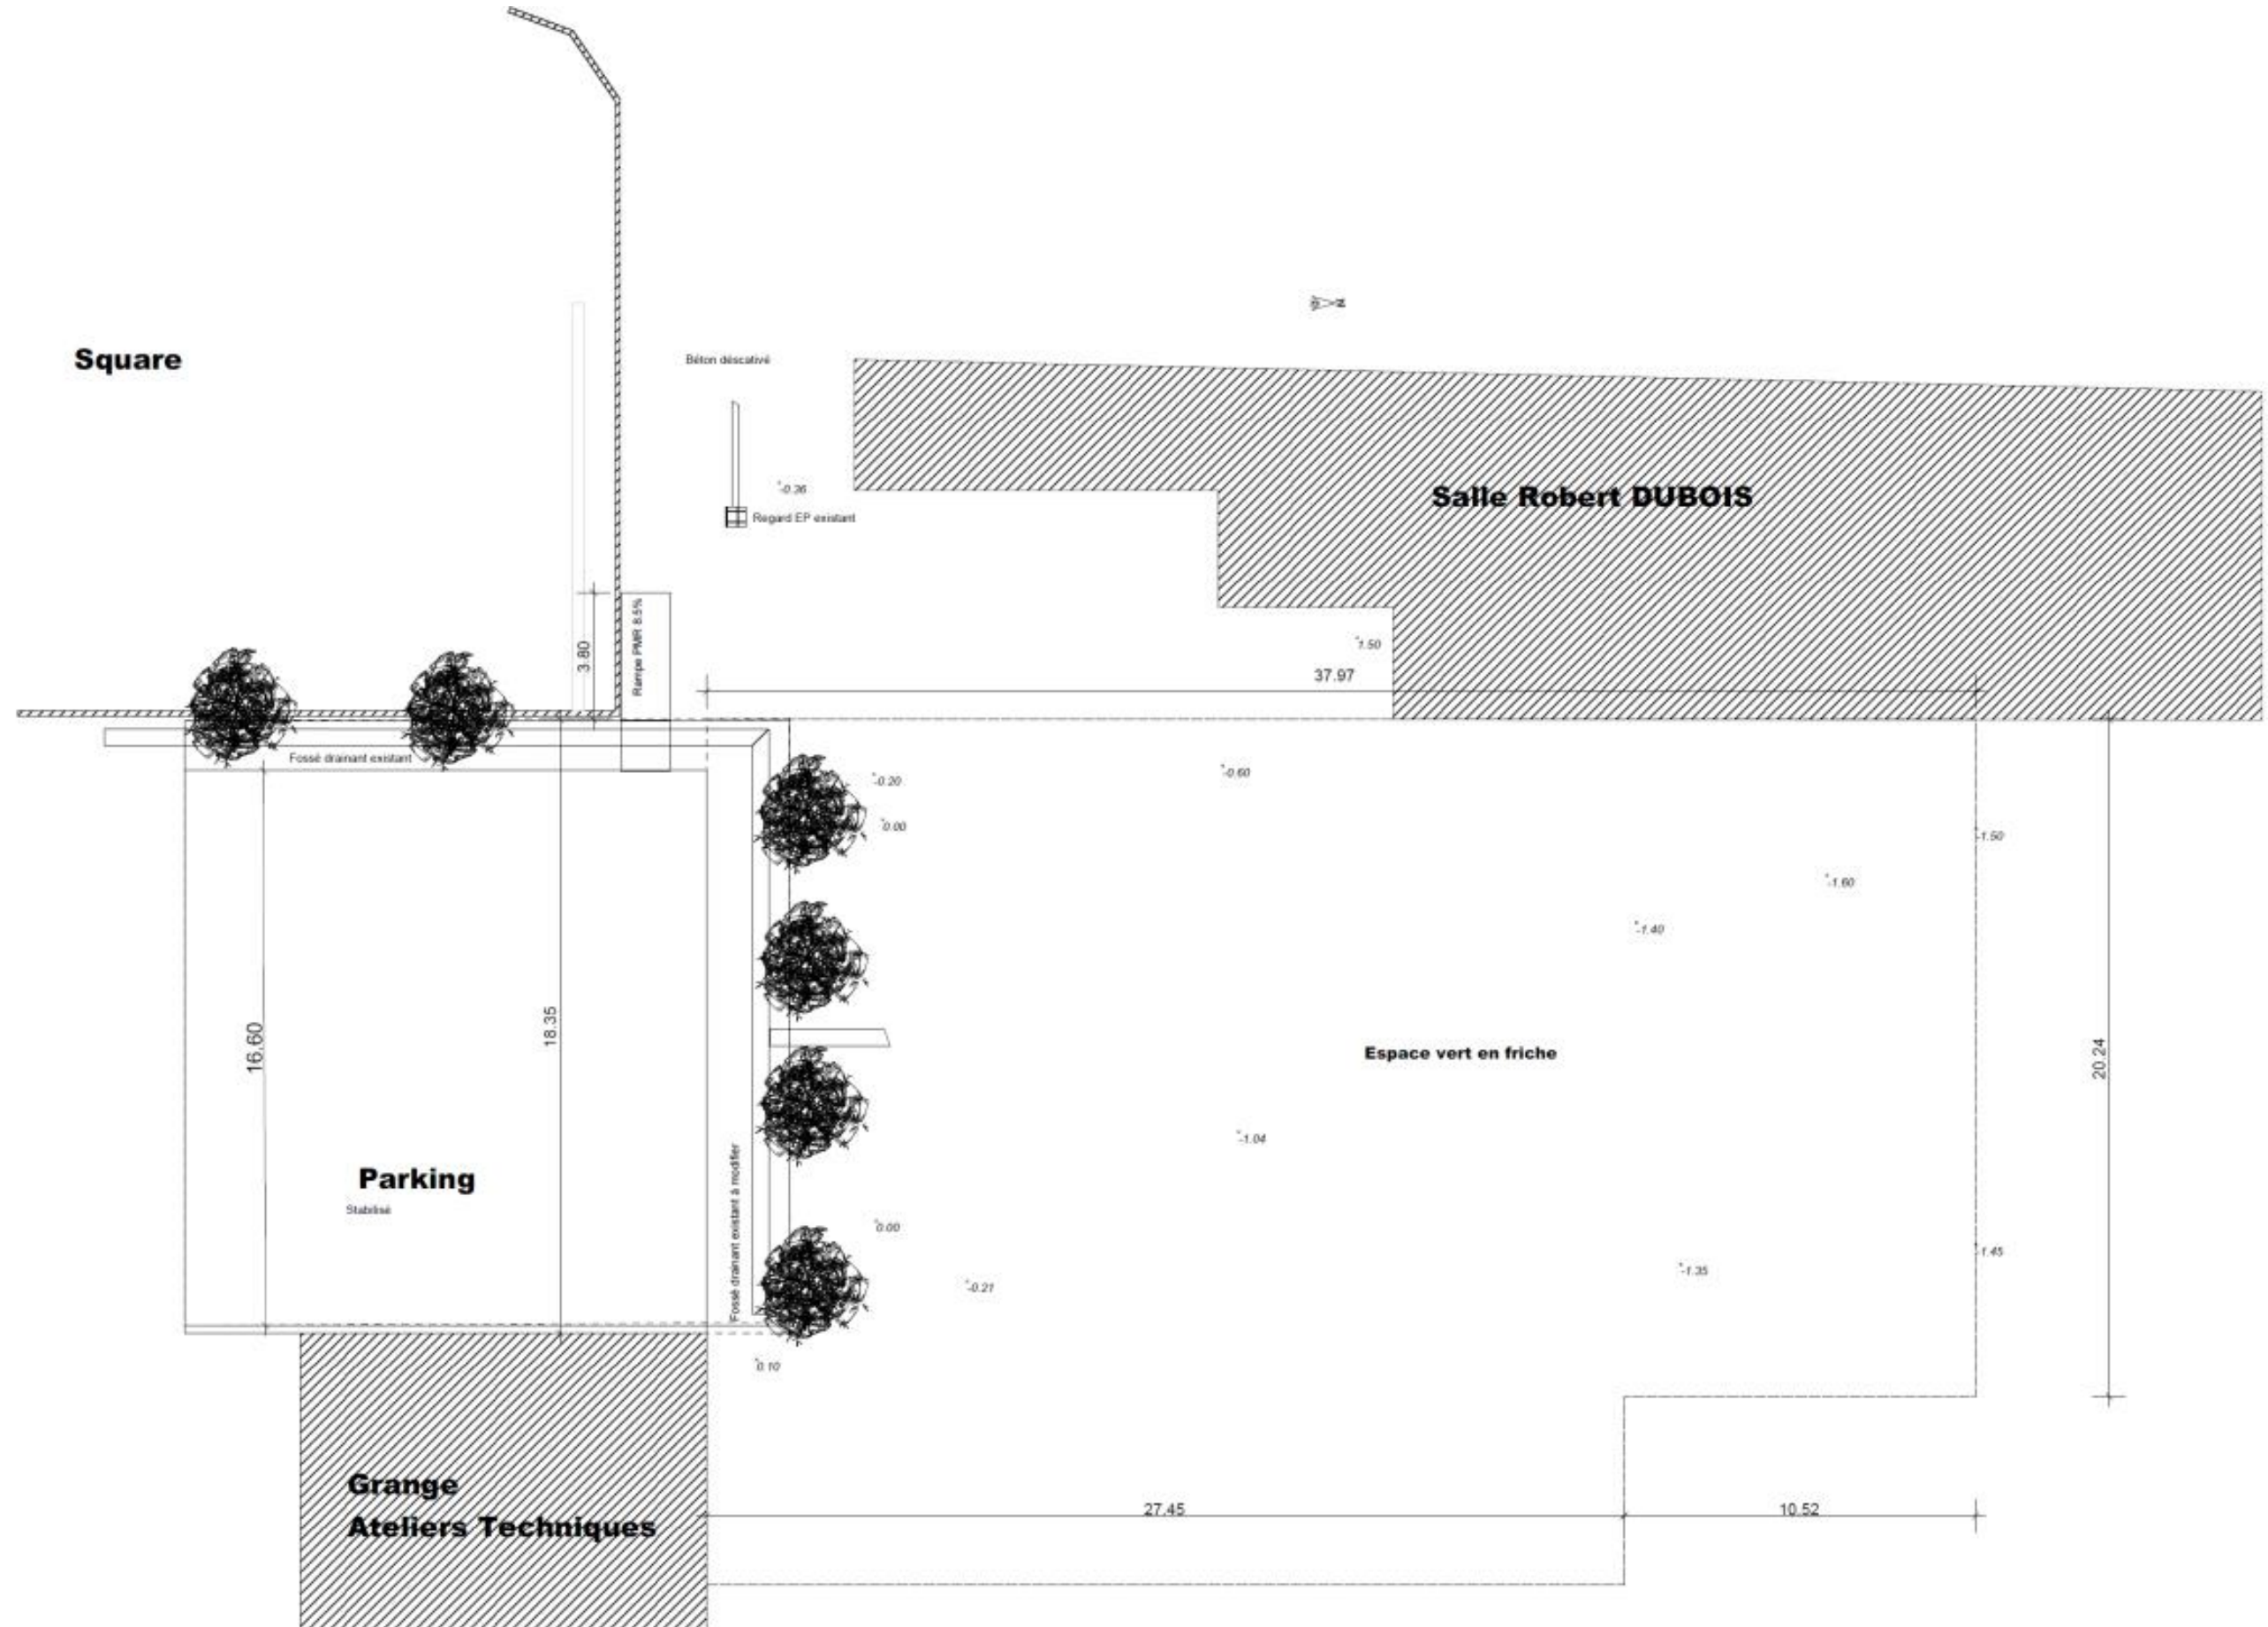 Square
Béton déscativé
-0.36
Regard EP existant
Salle Robert DUBOIS
3.80
Rampe PMR 8.5%
1.50
37.97
Fossé drainant existant
-0.20
0.00
-0.60
-1.50
-1.60
-1.40
16.60
18.35
Espace vert en friche
20.24
-1.04
Parking
Stabilisé
Fossé drainant existant à modifier
0.00
-0.21
-1.35
-1.45
0.10
Grange
Ateliers Techniques
27.45
10.52